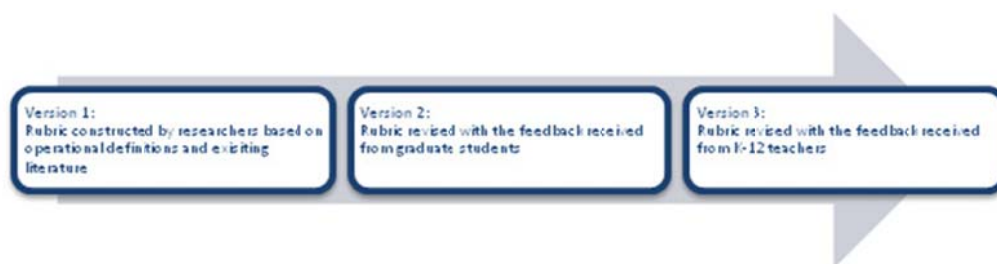 Version 1:
Rubric constructed by researchers based on
operational definitions and exisiting
literature
Version 2:
Rubric revised with the feedback received
from graduate students
Version 3:
Rubric revised with the feedback received
from K-12 teachers